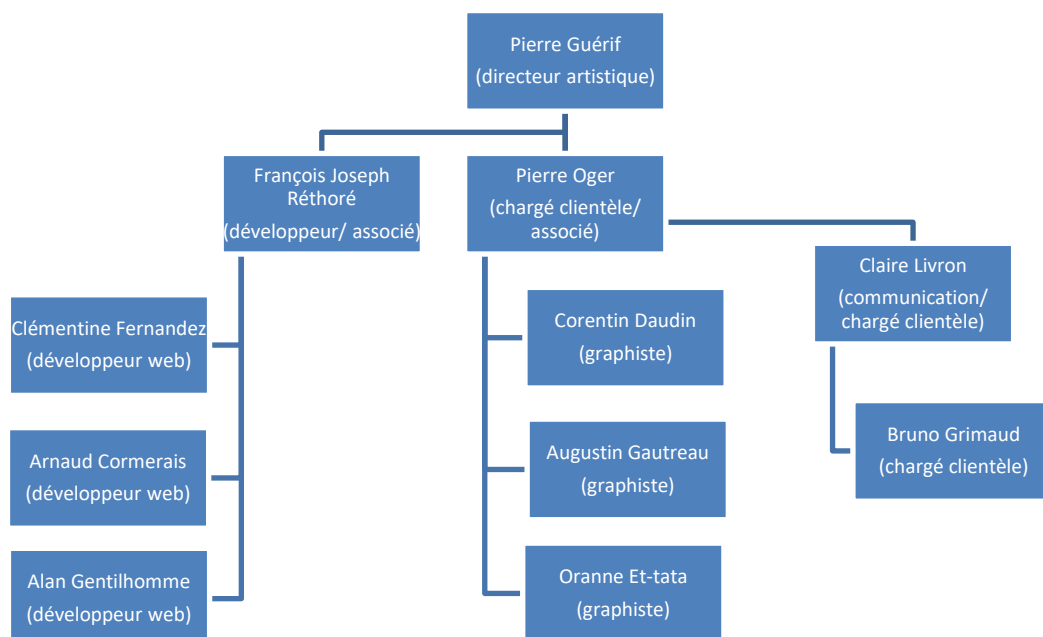 Pierre Guérif
(directeur artistique)
François Joseph
Réthoré
(développeur/ associé)
Pierre Oger
(chargé clientèle/
associé)
Claire Livron
(communication/
chargé clientèle)
Clémentine Fernandez
(développeur web)
Corentin Daudin
(graphiste)
Arnaud Cormerais
(développeur web)
Augustin Gautreau
(graphiste)
Bruno Grimaud
(chargé clientèle)
Alan Gentilhomme
(développeur web)
Oranne Et-tata
(graphiste)